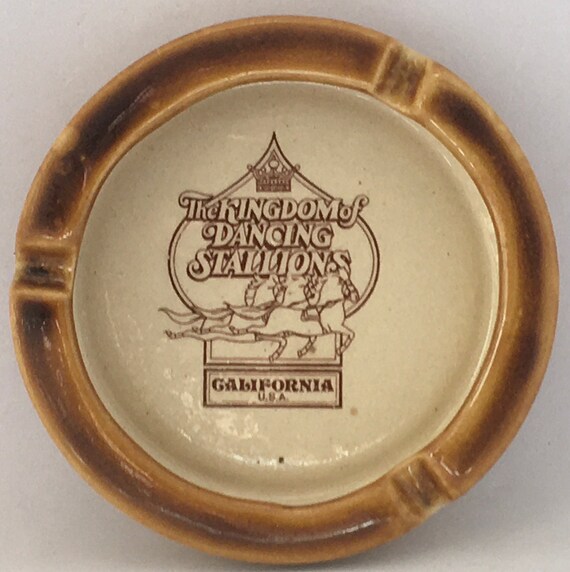 The KINGDOM of
DANCING
STALLIONS
CALIFORNIA
U.S.A.